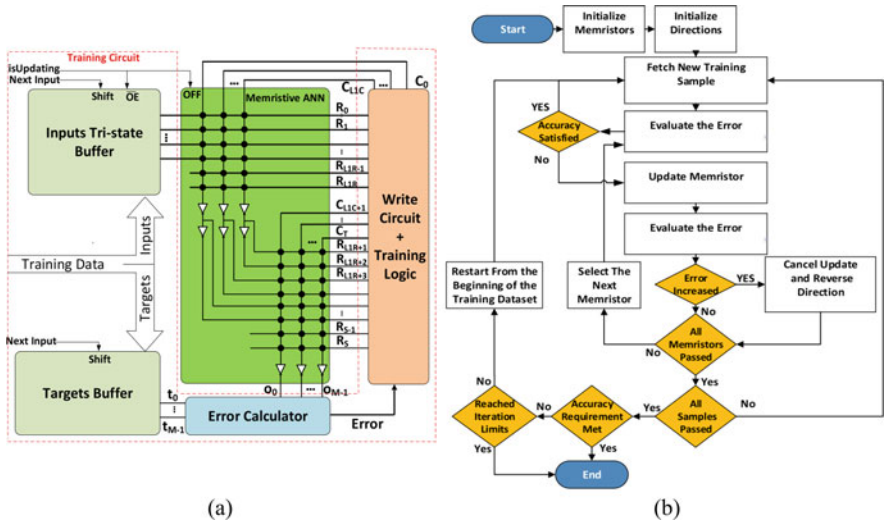 Training Circuit
isUpdating
Next Input
Shift
OE
OFF
Memristive ANN
C_L1C
...
C_0
Inputs Tri-state
Buffer
R_0
R_1
R_L1R-1
R_L1R
C_L1C+1
C_T
R_L1R+1
R_L1R+2
R_L1R+3
R_S-1
R_S
Write
Circuit
+
Training
Logic
Inputs
Training Data
Targets
Next Input
Shift
Targets Buffer
t_0
t_M-1
O_0
...
O_M-1
Error Calculator
Error
(a)
Start
Initialize
Memristors
Initialize
Directions
Fetch New Training
Sample
YES
Accuracy
Satisfied
No
Evaluate the Error
Update Memristor
Evaluate the Error
Restart From the
Beginning of the
Training Dataset
Select The
Next
Memristor
Error
Increased
YES
Cancel Update
and Reverse
Direction
No
All
Memristors
Passed
No
Yes
All
Samples
Passed
No
Yes
Accuracy
Requirement
Met
No
Yes
Reached
Iteration
Limits
No
Yes
End
(b)